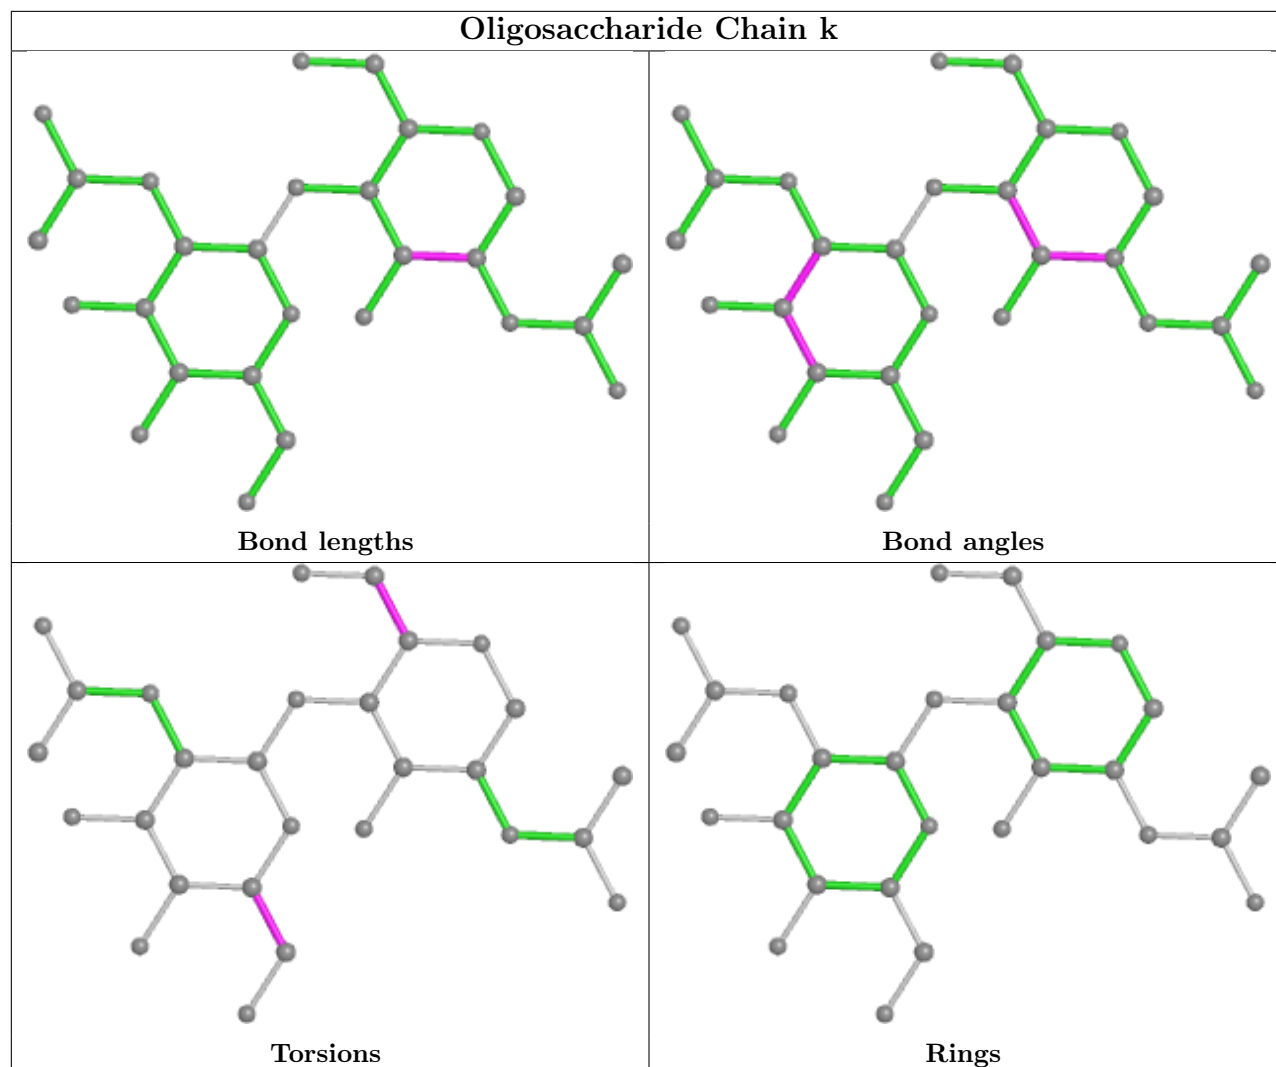 Oligosaccharide Chain k
Bond lengths
Bond angles
Torsions
Rings